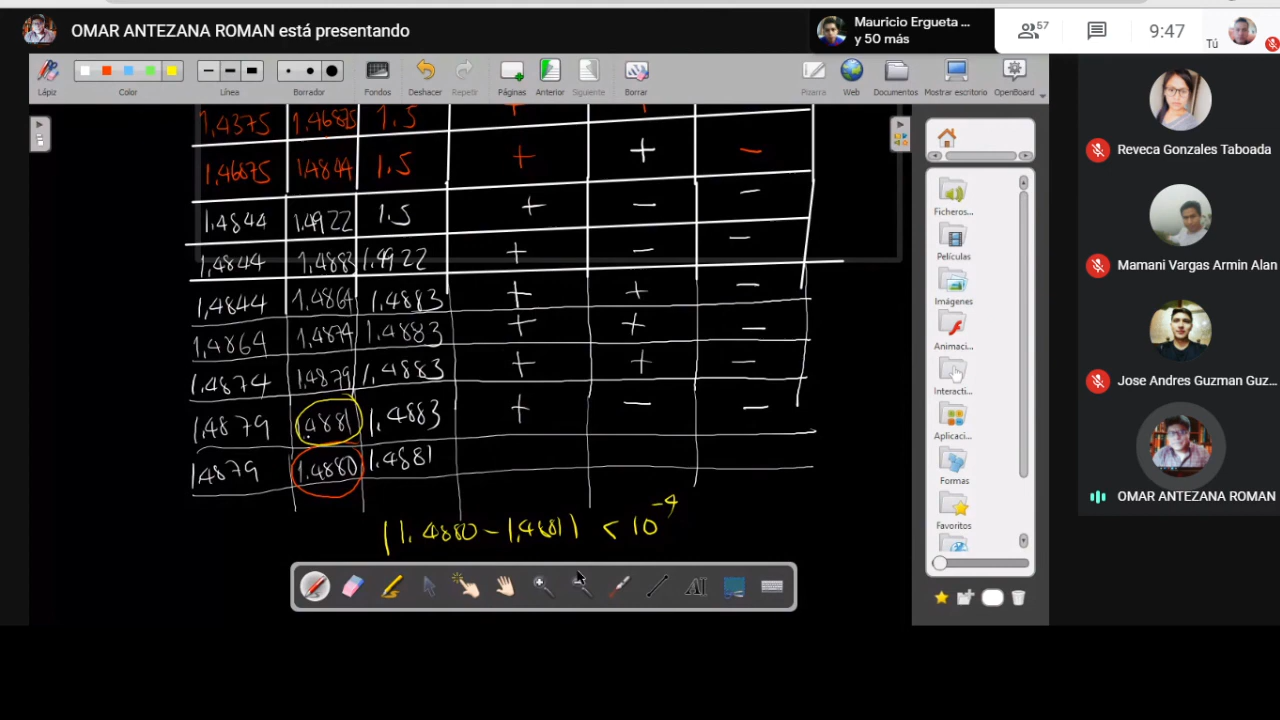 OMAR ANTEZANA ROMAN está presentando
Mauricio Ergueta ...
y 50 más
57
9:47
Tú
Lápiz Color Línea Borrador Fondos Deshacer Repetir Páginas Anterior Siguiente Borrar Pizarra Web Documentos Mostrar escritorio OpenBoard
1,4375 1.46875 1.5 + +
1,46875 1.4844 1.5 + + -
1.4844 1.4922 1.5 + - -
1,4844 1,4883 1.4922 + - -
1,4844 1,4864 1,4883 + + -
1,4864 1,4874 1,4883 + + -
1.4874 1,4879 1,4883 + + -
1,4879 1.4881 1,4883 + - -
1,4879 1.4880 1.4881
|1.4880 - 1,4881| < 10⁻⁴
AI
Ficheros...
Películas
Imágenes
Animaci...
Interacti...
Aplicaci...
Formas
Favoritos
Reveca Gonzales Taboada
Mamani Vargas Armin Alan
Jose Andres Guzman Guz...
OMAR ANTEZANA ROMAN